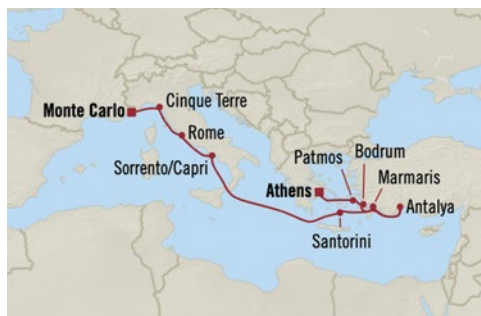 Monte Carlo
Cinque Terre
Rome
Sorrento/Capri
Patmos
Bodrum
Marmaris
Athens
Antalya
Santorini